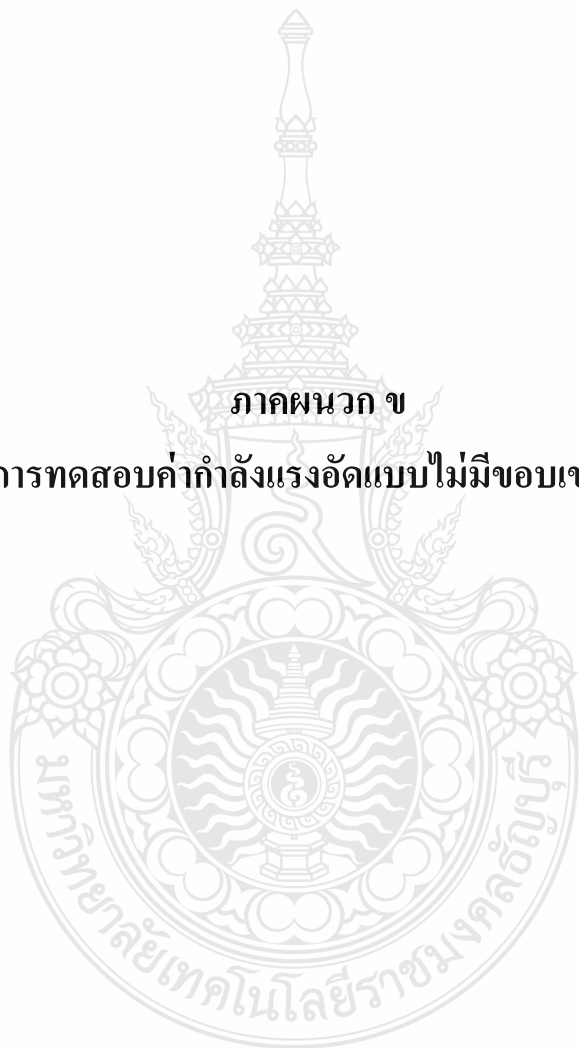 ภาคผนวก ข
การทดสอบค่ากำลังแรงอัดแบบไม่มีขอบเข
มหาวิทยาลัยเทคโนโลยีราชมงคลธัญบุรี